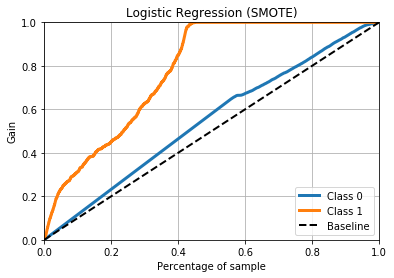 Logistic Regression (SMOTE)
1.0
0.8
0.6
0.4
0.2
0.0
Gain
0.0 0.2 0.4 0.6 0.8 1.0
Percentage of sample
Class 0
Class 1
Baseline